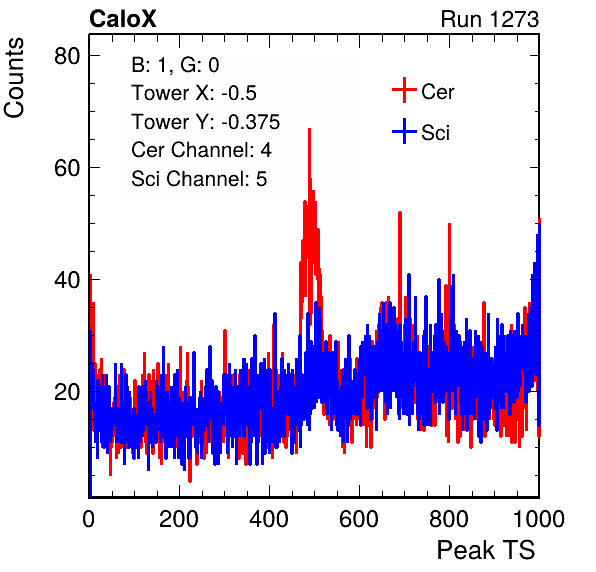 CaloX
Run 1273
Counts
B: 1, G: 0
Tower X: -0.5
Tower Y: -0.375
Cer Channel: 4
Sci Channel: 5
Cer
Sci
80
60
40
20
0
200
400
600
800
1000
Peak TS